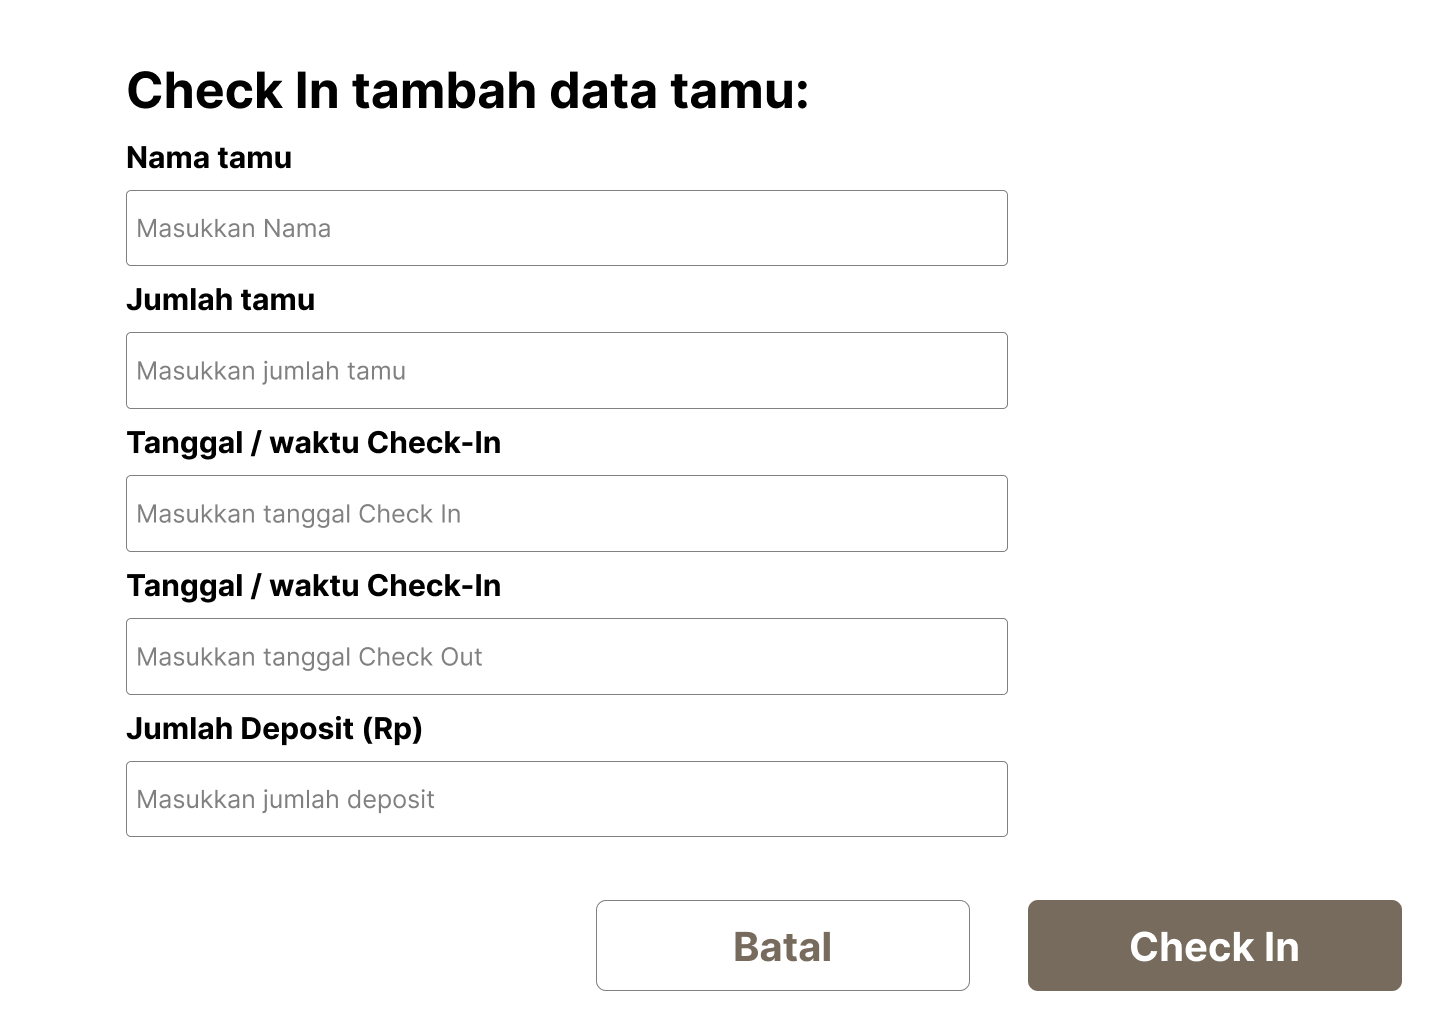 Check In tambah data tamu:
Nama tamu
Masukkan Nama
Jumlah tamu
Masukkan jumlah tamu
Tanggal / waktu Check-In
Masukkan tanggal Check In
Tanggal / waktu Check-In
Masukkan tanggal Check Out
Jumlah Deposit (Rp)
Masukkan jumlah deposit
Batal
Check In